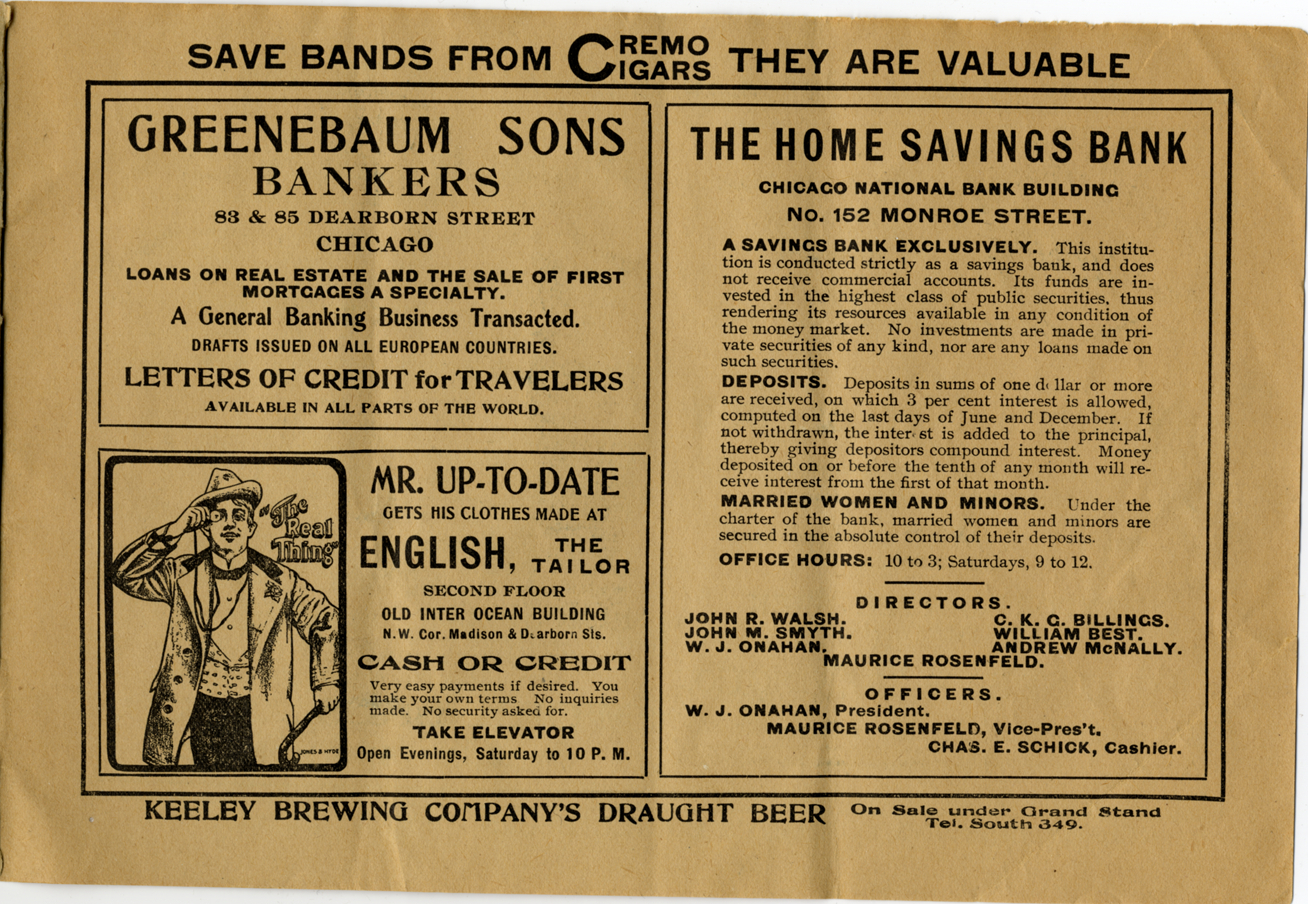 SAVE BANDS FROM CREMO CIGARS THEY ARE VALUABLE
GREENEBAUM SONS
BANKERS
83 & 85 DEARBORN STREET
CHICAGO
LOANS ON REAL ESTATE AND THE SALE OF FIRST
MORTGAGES A SPECIALTY.
A General Banking Business Transacted.
DRAFTS ISSUED ON ALL EUROPEAN COUNTRIES.
LETTERS OF CREDIT for TRAVELERS
AVAILABLE IN ALL PARTS OF THE WORLD.
"The
Real
Thing"
JONES & HYDE
MR. UP-TO-DATE
GETS HIS CLOTHES MADE AT
ENGLISH, THE TAILOR
SECOND FLOOR
OLD INTER OCEAN BUILDING
N. W. Cor. Madison & Dearborn Sts.
CASH OR CREDIT
Very easy payments if desired. You
make your own terms No inquiries
made. No security asked for.
TAKE ELEVATOR
Open Evenings, Saturday to 10 P. M.
THE HOME SAVINGS BANK
CHICAGO NATIONAL BANK BUILDING
No. 152 MONROE STREET.
A SAVINGS BANK EXCLUSIVELY. This institu-
tion is conducted strictly as a savings bank, and does
not receive commercial accounts. Its funds are in-
vested in the highest class of public securities, thus
rendering its resources available in any condition of
the money market. No investments are made in pri-
vate securities of any kind, nor are any loans made on
such securities.
DEPOSITS. Deposits in sums of one dollar or more
are received, on which 3 per cent interest is allowed,
computed on the last days of June and December. If
not withdrawn, the interest is added to the principal,
thereby giving depositors compound interest. Money
deposited on or before the tenth of any month will re-
ceive interest from the first of that month.
MARRIED WOMEN AND MINORS. Under the
charter of the bank, married women and minors are
secured in the absolute control of their deposits.
OFFICE HOURS: 10 to 3; Saturdays, 9 to 12.
DIRECTORS.
JOHN R. WALSH. C. K. G. BILLINGS.
JOHN M. SMYTH. WILLIAM BEST.
W. J. ONAHAN. ANDREW McNALLY.
MAURICE ROSENFELD.
OFFICERS.
W. J. ONAHAN, President.
MAURICE ROSENFELD, Vice-Pres't.
CHAS. E. SCHICK, Cashier.
KEELEY BREWING COMPANY'S DRAUGHT BEER On Sale under Grand Stand
Tel. South 349.